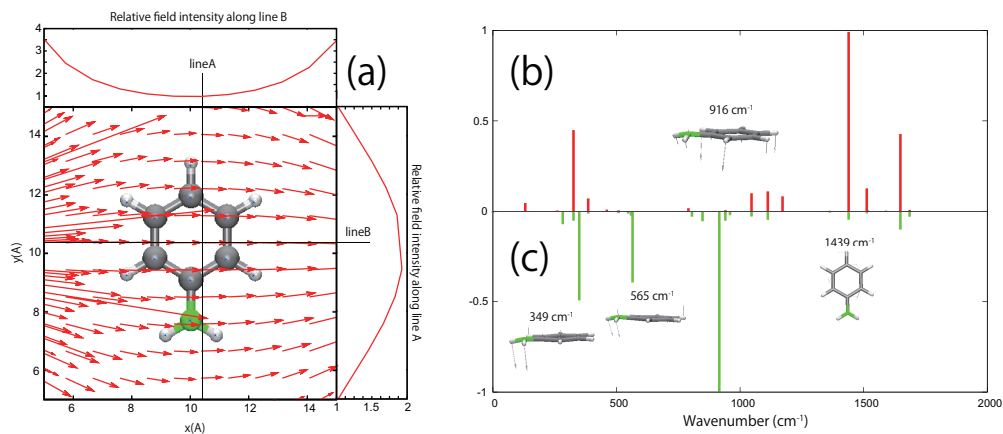 Relative field intensity along line B
4
3
2
1
lineA
(a)
14
12
10
8
6
y(A)
lineB
Relative field intensity along line A
6 8 10 12 14
1 1.5 2
x(A)
1
0.5
0
-0.5
-1
(b)
916 cm-1
(c)
1439 cm-1
565 cm-1
349 cm-1
0 500 1000 1500 2000
Wavenumber (cm-1)